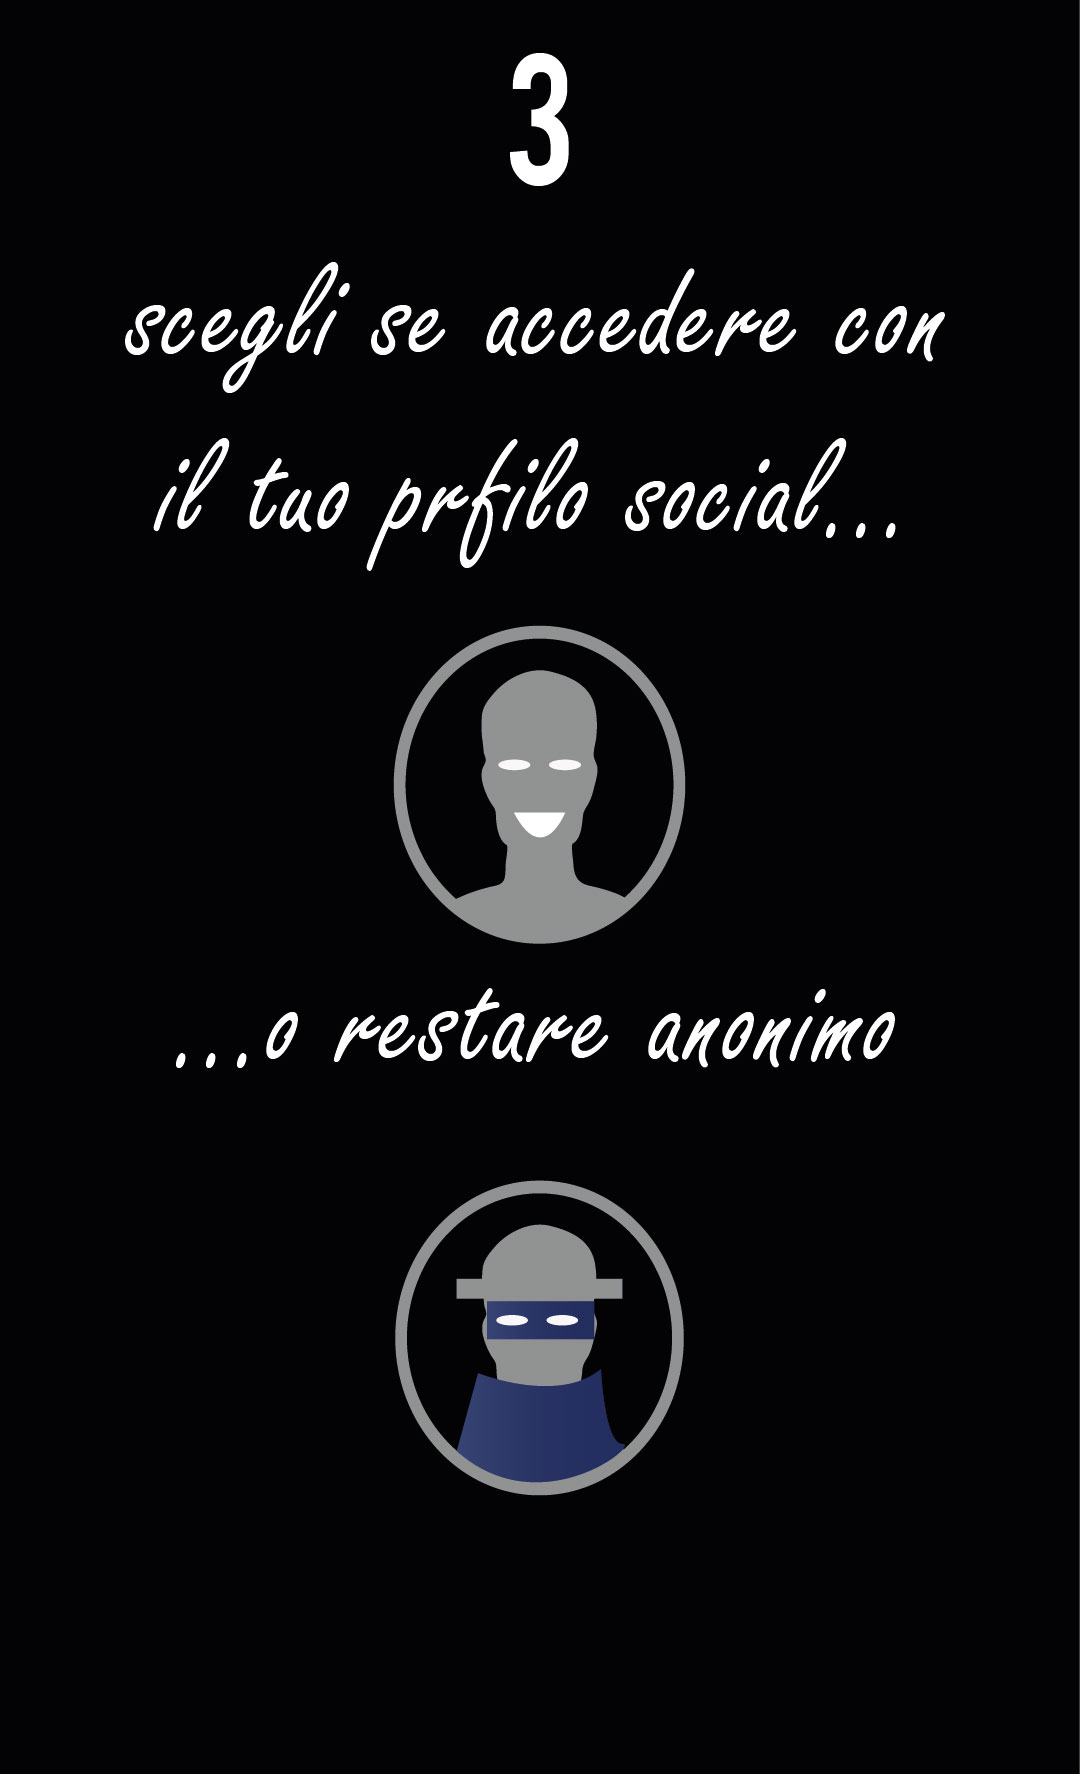 3
scegli se accedere con
il tuo prfilo social...
...o restare anonimo